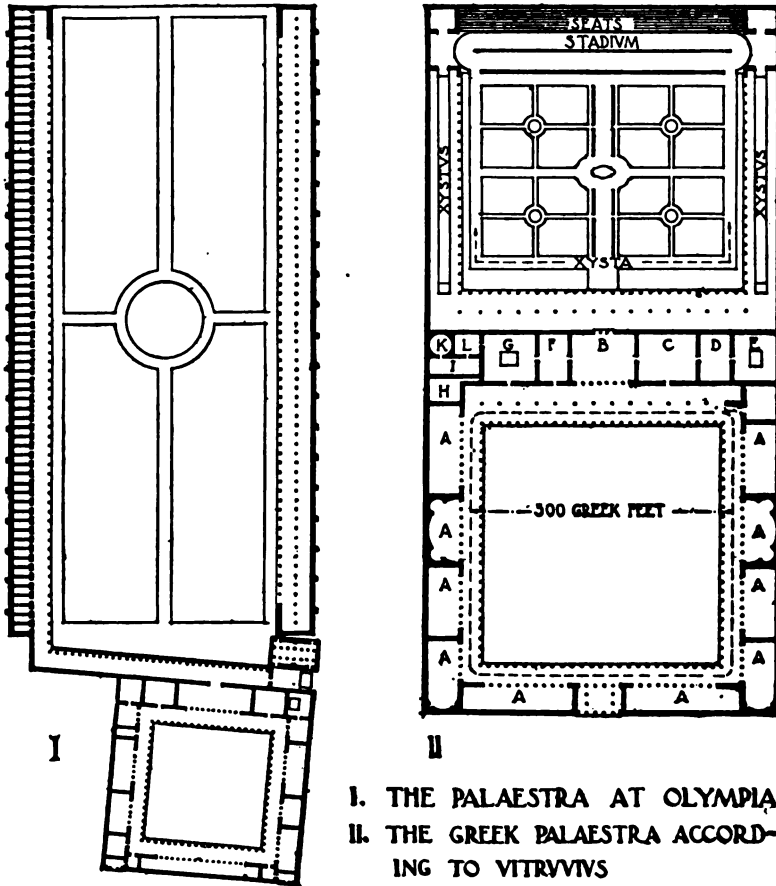 SEATS
STADIVM
XYSTVS
XYSTVS
XYSTA
K L G F B C D E
I
H
A A
300 GREEK FEET
A A
A A
A A
A A
I
II
I. THE PALAESTRA AT OLYMPIA
II. THE GREEK PALAESTRA ACCORD-
ING TO VITRVVIVS